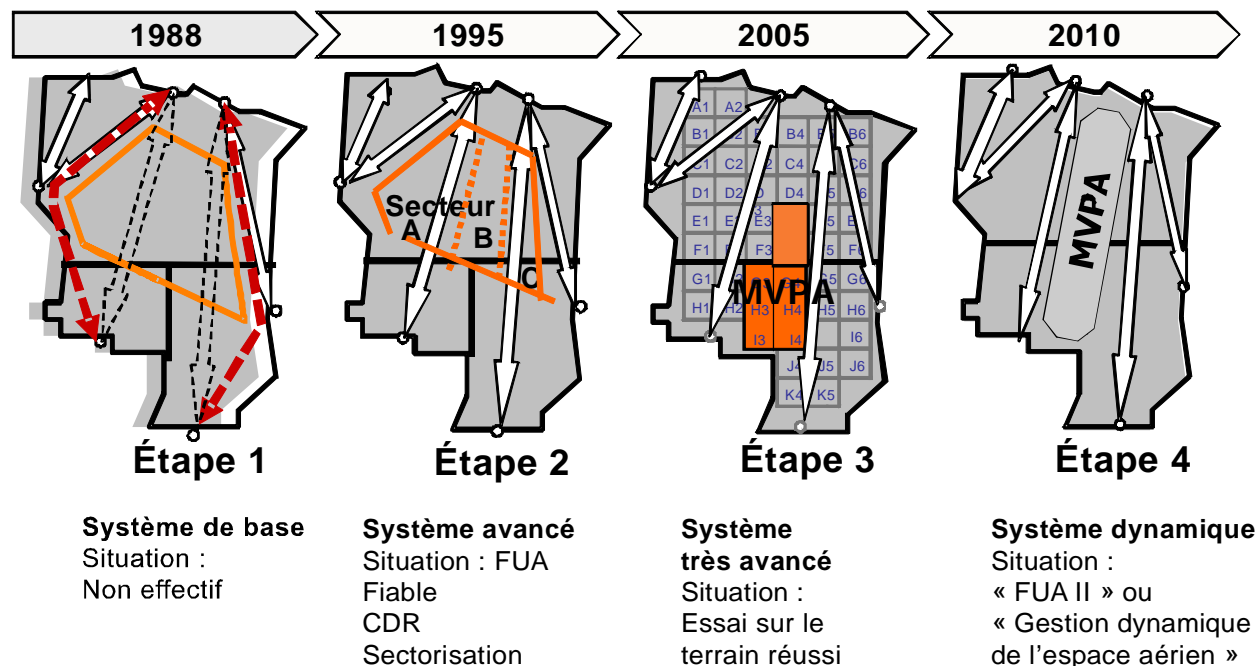 1988
1995
2005
2010
Secteur
A
B
C
A1 A2
B1 B4 B6
C1 C2 C4 C6
D1 D2 D4
3
E1 E3
F1 F3 F6
G1 G6
MVPA
H1 H2 H3 H4 H5 H6
I3 I4 I6
J4 J5 J6
K4 K5
MVPA
Étape 1
Étape 2
Étape 3
Étape 4
Système de base
Situation :
Non effectif
Système avancé
Situation : FUA
Fiable
CDR
Sectorisation
Système
très avancé
Situation :
Essai sur le
terrain réussi
Système dynamique
Situation :
« FUA II » ou
« Gestion dynamique
de l'espace aérien »